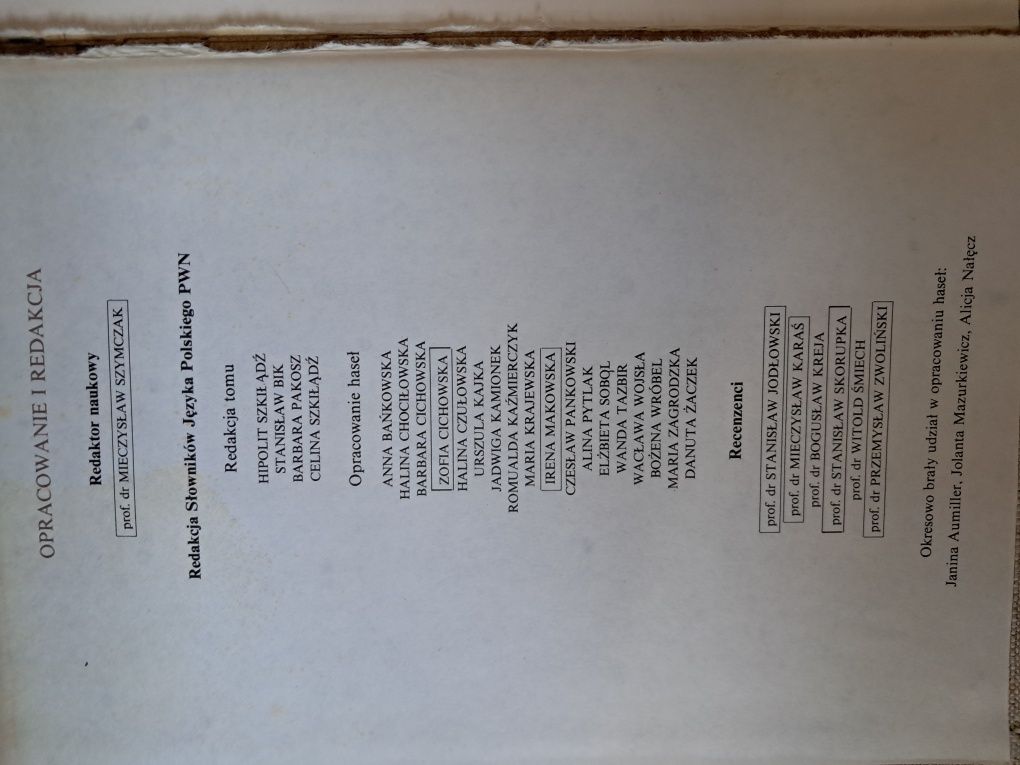 OPRACOWANIE I REDAKCJA
Redaktor naukowy
prof. dr MIECZYSŁAW SZYMCZAK
Redakcja Słowników Języka Polskiego PWN
Redakcja tomu
HIPOLIT SZKIŁĄDŹ
STANISŁAW BIK
BARBARA PAKOSZ
CELINA SZKIŁĄDŹ
Opracowanie haseł
ANNA BAŃKOWSKA
HALINA CHOCIŁOWSKA
BARBARA CICHOWSKA
ZOFIA CICHOWSKA
HALINA CZUŁOWSKA
URSZULA KAJKA
JADWIGA KAMIONEK
ROMUALDA KAŹMIERCZYK
MARIA KRAJEWSKA
IRENA MAKOWSKA
CZESŁAW PANKOWSKI
ALINA PYTLAK
ELŻBIETA SOBOL
WANDA TAZBIR
WACŁAWA WOJSŁA
BOŻENA WRÓBEL
MARIA ZAGRODZKA
DANUTA ŻACZEK
Recenzenci
prof. dr STANISŁAW JODŁOWSKI
prof. dr MIECZYSŁAW KARAŚ
prof. dr BOGUSŁAW KREJA
prof. dr STANISŁAW SKORUPKA
prof. dr WITOLD ŚMIECH
prof. dr PRZEMYSŁAW ZWOLIŃSKI
Okresowo brały udział w opracowaniu haseł:
Janina Aumiller, Jolanta Mazurkiewicz, Alicja Nałęcz